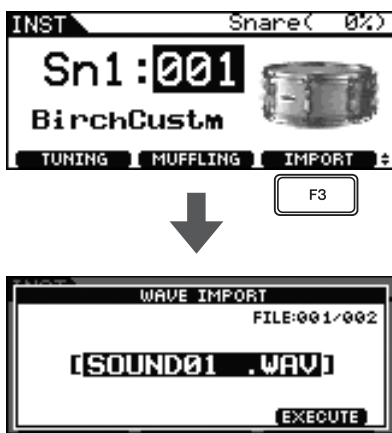 INST Snare( 0%)
Sn1:001
BirchCustm
TUNING MUFFLING IMPORT
F3
WAVE IMPORT
FILE:001/002
[SOUND01 .WAV]
EXECUTE